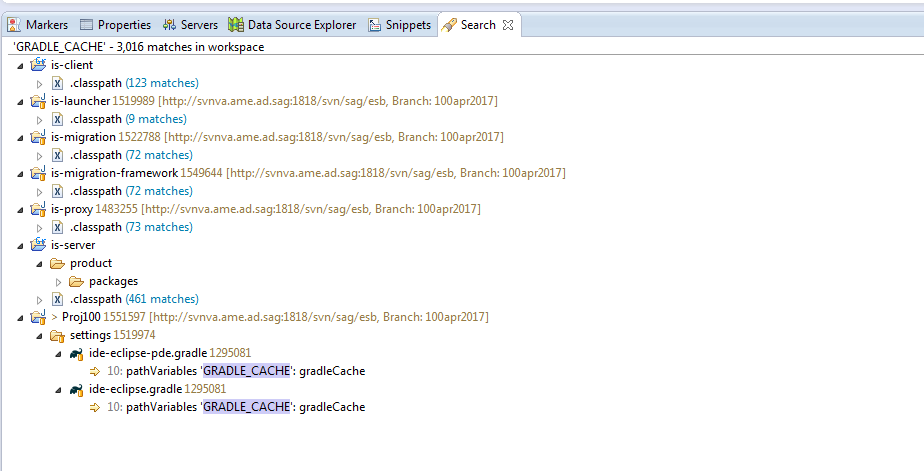 Markers Properties Servers Data Source Explorer Snippets Search
'GRADLE_CACHE' - 3,016 matches in workspace
is-client
.classpath (123 matches)
is-launcher 1519989 [http://svnva.ame.ad.sag:1818/svn/sag/esb, Branch: 100apr2017]
.classpath (9 matches)
is-migration 1522788 [http://svnva.ame.ad.sag:1818/svn/sag/esb, Branch: 100apr2017]
.classpath (72 matches)
is-migration-framework 1549644 [http://svnva.ame.ad.sag:1818/svn/sag/esb, Branch: 100apr2017]
.classpath (72 matches)
is-proxy 1483255 [http://svnva.ame.ad.sag:1818/svn/sag/esb, Branch: 100apr2017]
.classpath (73 matches)
is-server
product
packages
.classpath (461 matches)
> Proj100 1551597 [http://svnva.ame.ad.sag:1818/svn/sag/esb, Branch: 100apr2017]
settings 1519974
ide-eclipse-pde.gradle 1295081
10: pathVariables 'GRADLE_CACHE': gradleCache
ide-eclipse.gradle 1295081
10: pathVariables 'GRADLE_CACHE': gradleCache